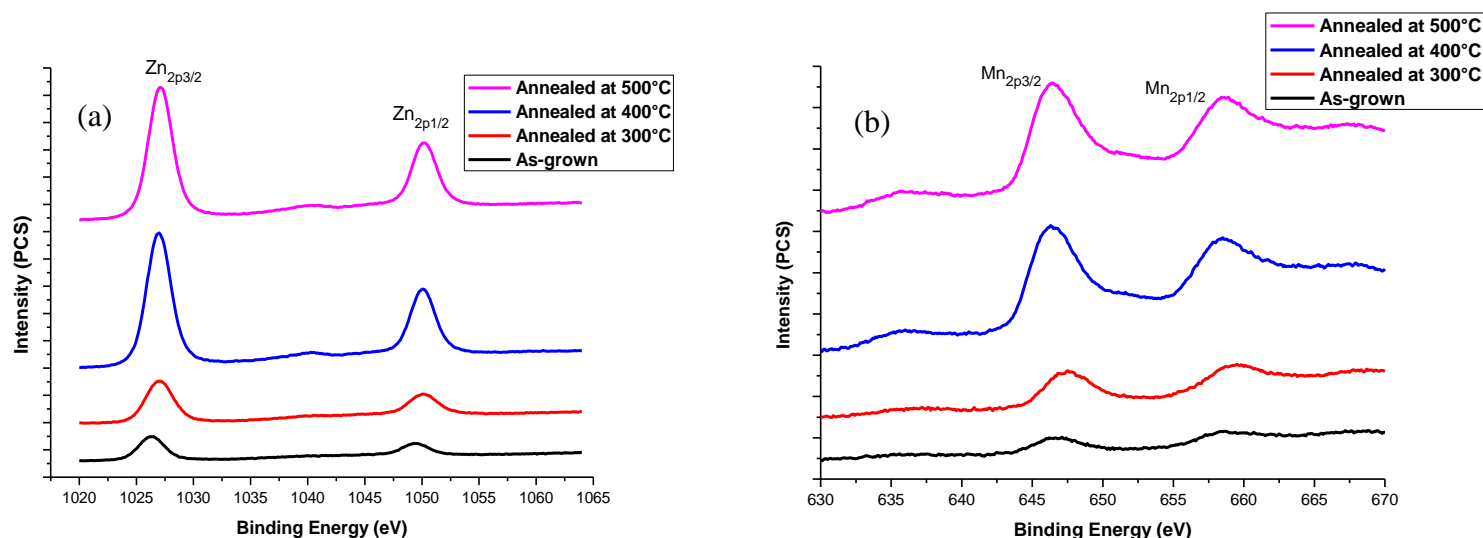 (a)
Zn2p3/2
Zn2p1/2
Annealed at 500°C
Annealed at 400°C
Annealed at 300°C
As-grown
Intensity (PCS)
1020 1025 1030 1035 1040 1045 1050 1055 1060 1065
Binding Energy (eV)
(b)
Mn2p3/2
Mn2p1/2
Annealed at 500°C
Annealed at 400°C
Annealed at 300°C
As-grown
Intensity (PCS)
630 635 640 645 650 655 660 665 670
Binding Energy (eV)